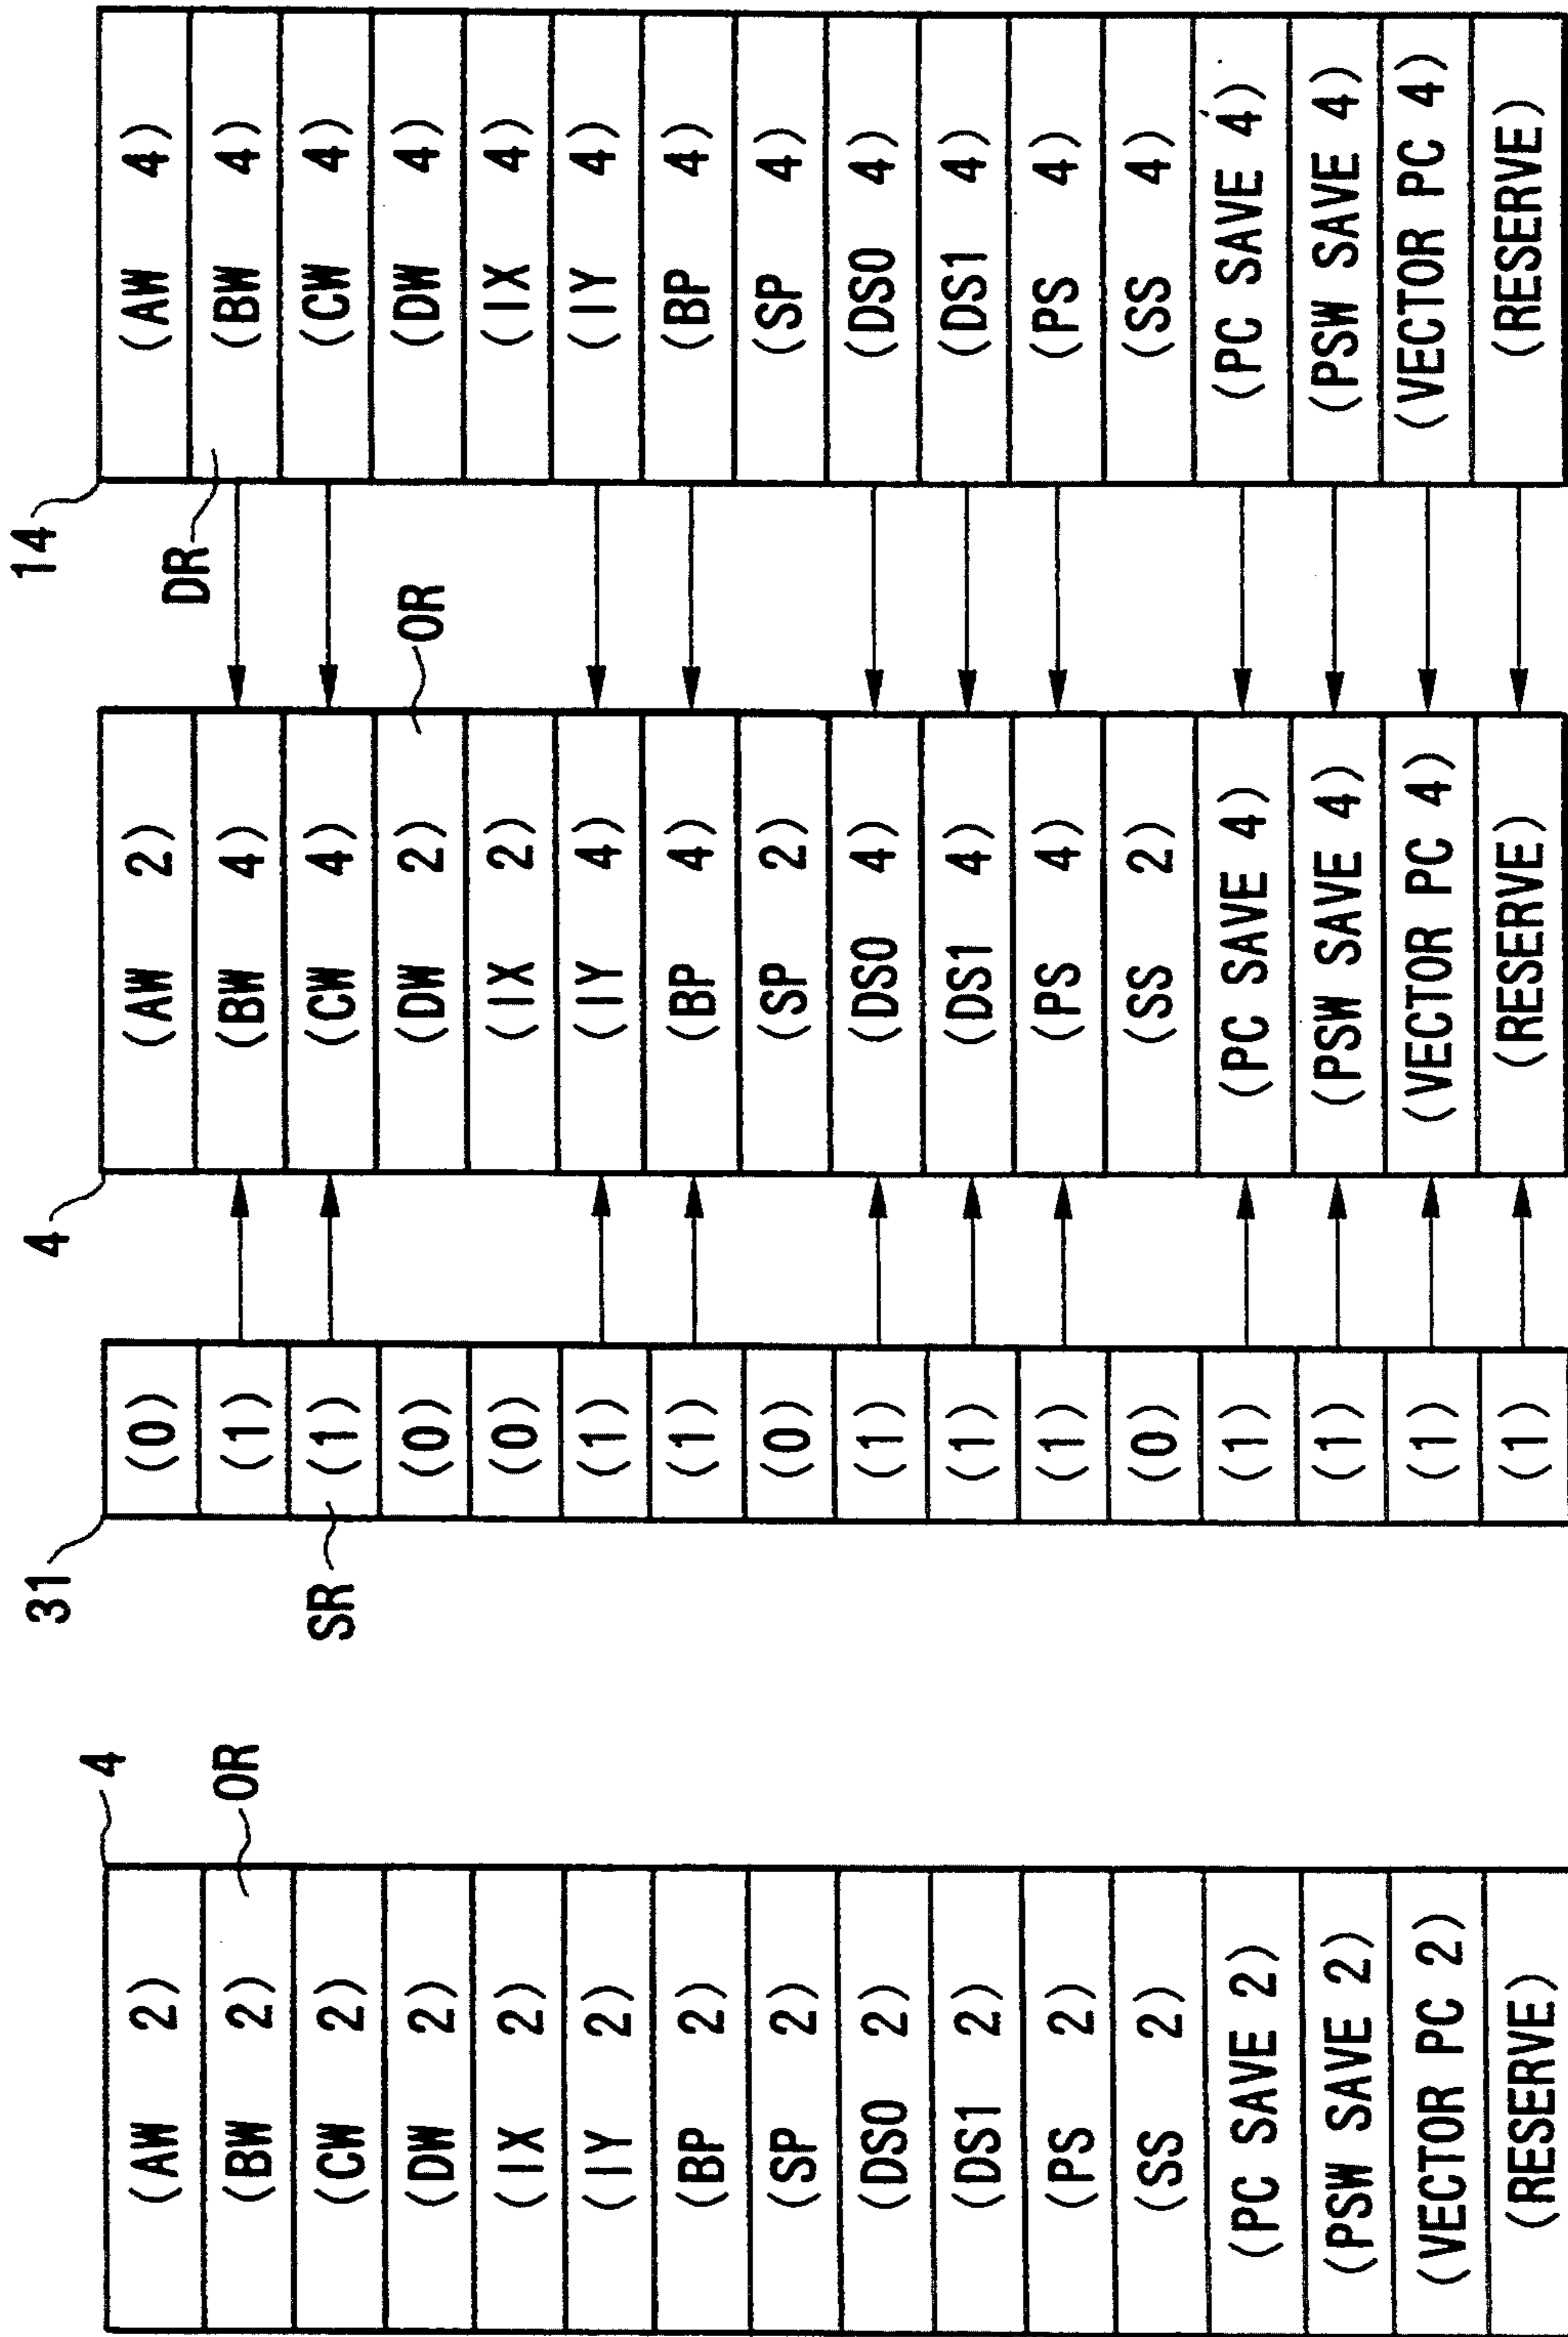 4
OR
(AW 2)
(BW 2)
(CW 2)
(DW 2)
(IX 2)
(IY 2)
(BP 2)
(SP 2)
(DS0 2)
(DS1 2)
(PS 2)
(SS 2)
(PC SAVE 2)
(PSW SAVE 2)
(VECTOR PC 2)
(RESERVE)
31
SR
(0)
(1)
(1)
(0)
(0)
(1)
(1)
(0)
(1)
(1)
(1)
(0)
(1)
(1)
(1)
(1)
4
OR
(AW 2)
(BW 4)
(CW 4)
(DW 2)
(IX 2)
(IY 4)
(BP 4)
(SP 2)
(DS0 4)
(DS1 4)
(PS 4)
(SS 2)
(PC SAVE 4)
(PSW SAVE 4)
(VECTOR PC 4)
(RESERVE)
14
DR
(AW 4)
(BW 4)
(CW 4)
(DW 4)
(IX 4)
(IY 4)
(BP 4)
(SP 4)
(DS0 4)
(DS1 4)
(PS 4)
(SS 4)
(PC SAVE 4)
(PSW SAVE 4)
(VECTOR PC 4)
(RESERVE)